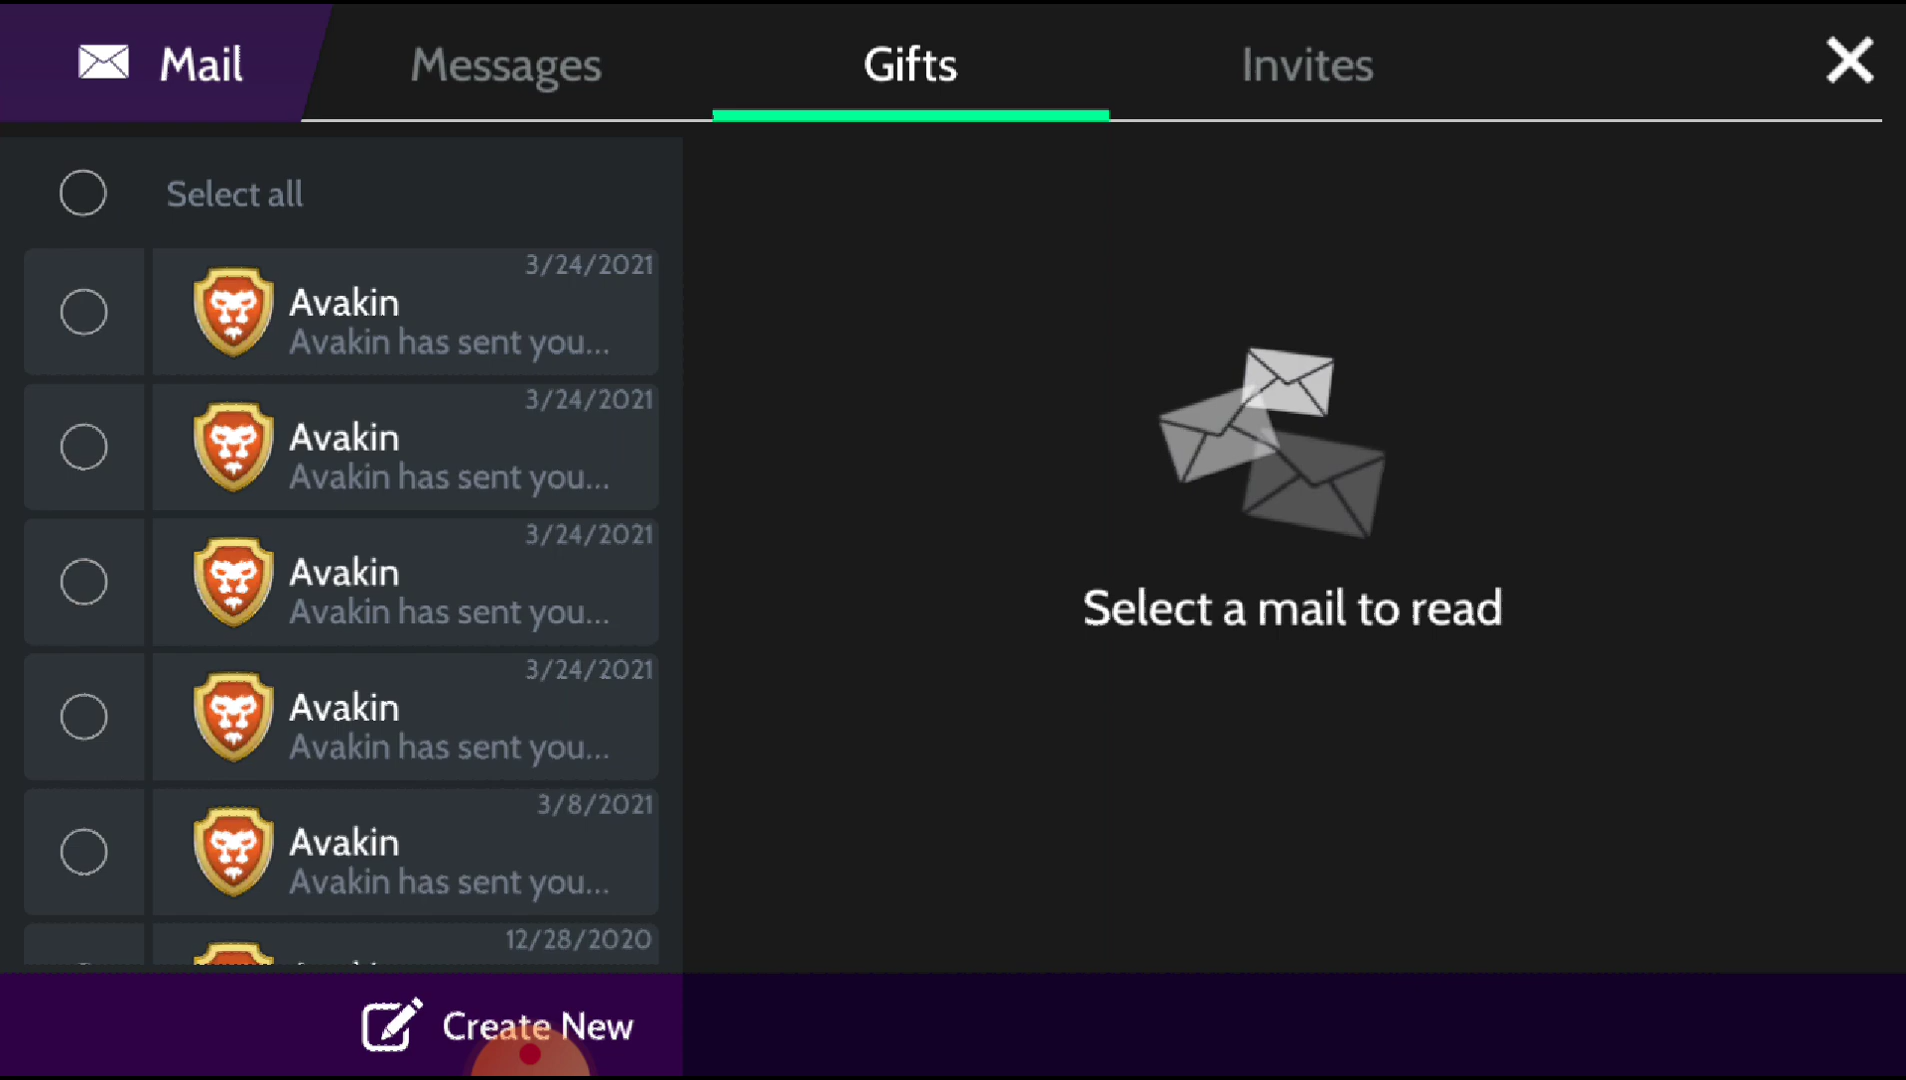 Mail
Messages
Gifts
Invites
Select all
3/24/2021
Avakin
Avakin has sent you...
3/24/2021
Avakin
Avakin has sent you...
3/24/2021
Avakin
Avakin has sent you...
3/24/2021
Avakin
Avakin has sent you...
3/8/2021
Avakin
Avakin has sent you...
12/28/2020
Select a mail to read
Create New